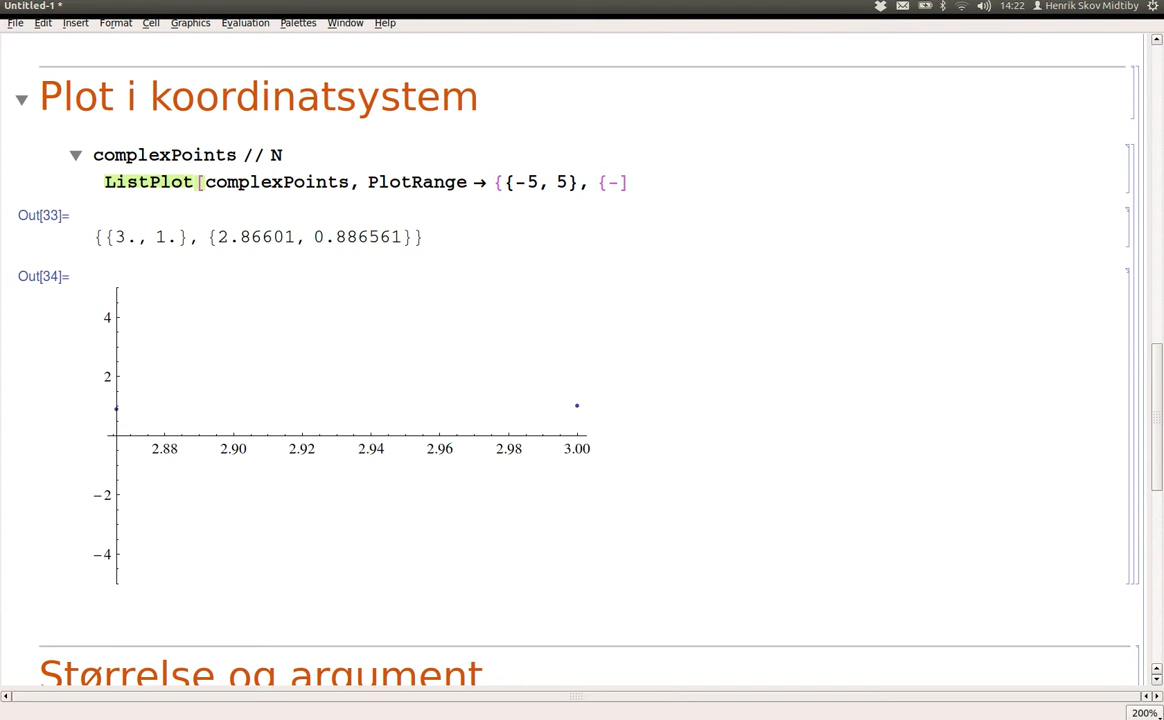 Untitled-1 * 14:22 Henrik Skov Midtiby
File Edit Insert Format Cell Graphics Evaluation Palettes Window Help
Plot i koordinatsystem
complexPoints // N
ListPlot[complexPoints, PlotRange → {{-5, 5}, {-]
Out[33]=
{{3., 1.}, {2.86601, 0.886561}}
Out[34]=
4
2
2.88 2.90 2.92 2.94 2.96 2.98 3.00
−2
−4
Størrelse og argument
200%